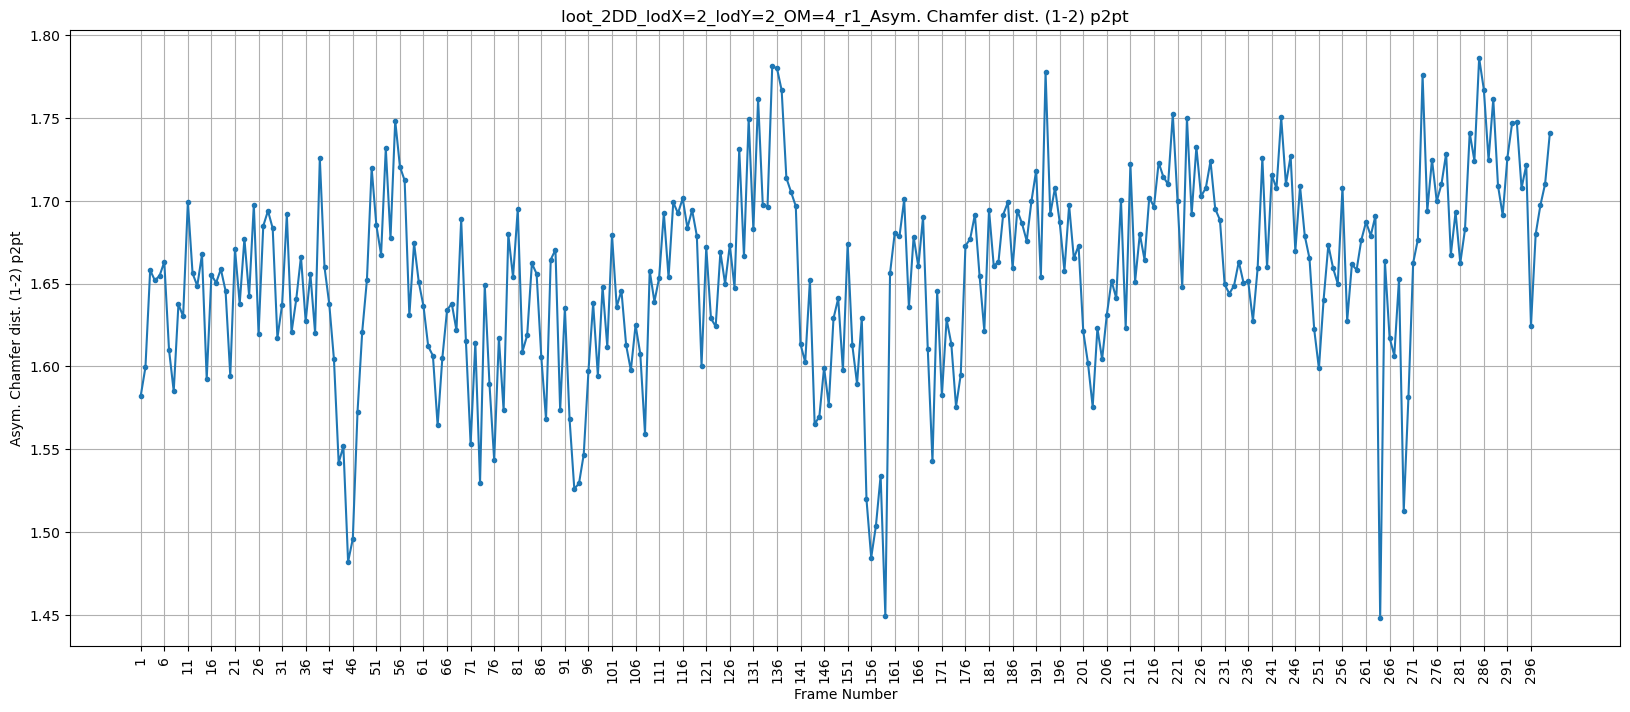 loot_2DD_lodX=2_lodY=2_OM=4_r1_Asym. Chamfer dist. (1-2) p2pt
Asym. Chamfer dist. (1-2) p2pt
1.80
1.75
1.70
1.65
1.60
1.55
1.50
1.45
1 6 11 16 21 26 31 36 41 46 51 56 61 66 71 76 81 86 91 96 101 106 111 116 121 126 131 136 141 146 151 156 161 166 171 176 181 186 191 196 201 206 211 216 221 226 231 236 241 246 251 256 261 266 271 276 281 286 291 296
Frame Number